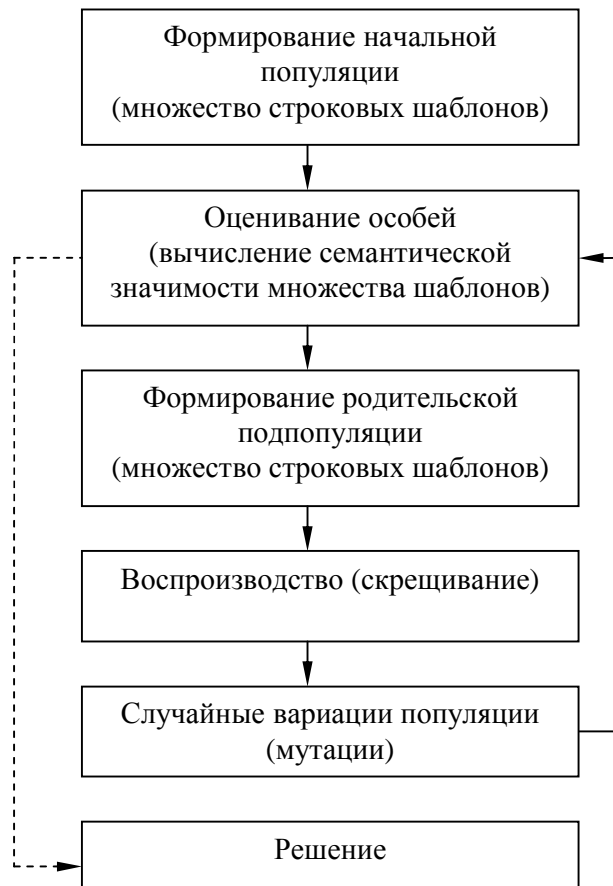 Формирование начальной
популяции
(множество строковых шаблонов)
Оценивание особей
(вычисление семантической
значимости множества шаблонов)
Формирование родительской
подпопуляции
(множество строковых шаблонов)
Воспроизводство (скрещивание)
Случайные вариации популяции
(мутации)
Решение